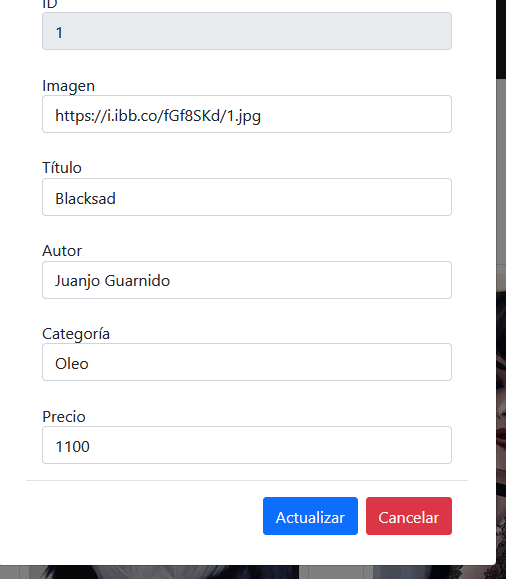 ID
1
Imagen
https://i.ibb.co/fGf8SKd/1.jpg
Título
Blacksad
Autor
Juanjo Guarnido
Categoría
Oleo
Precio
1100
Actualizar Cancelar